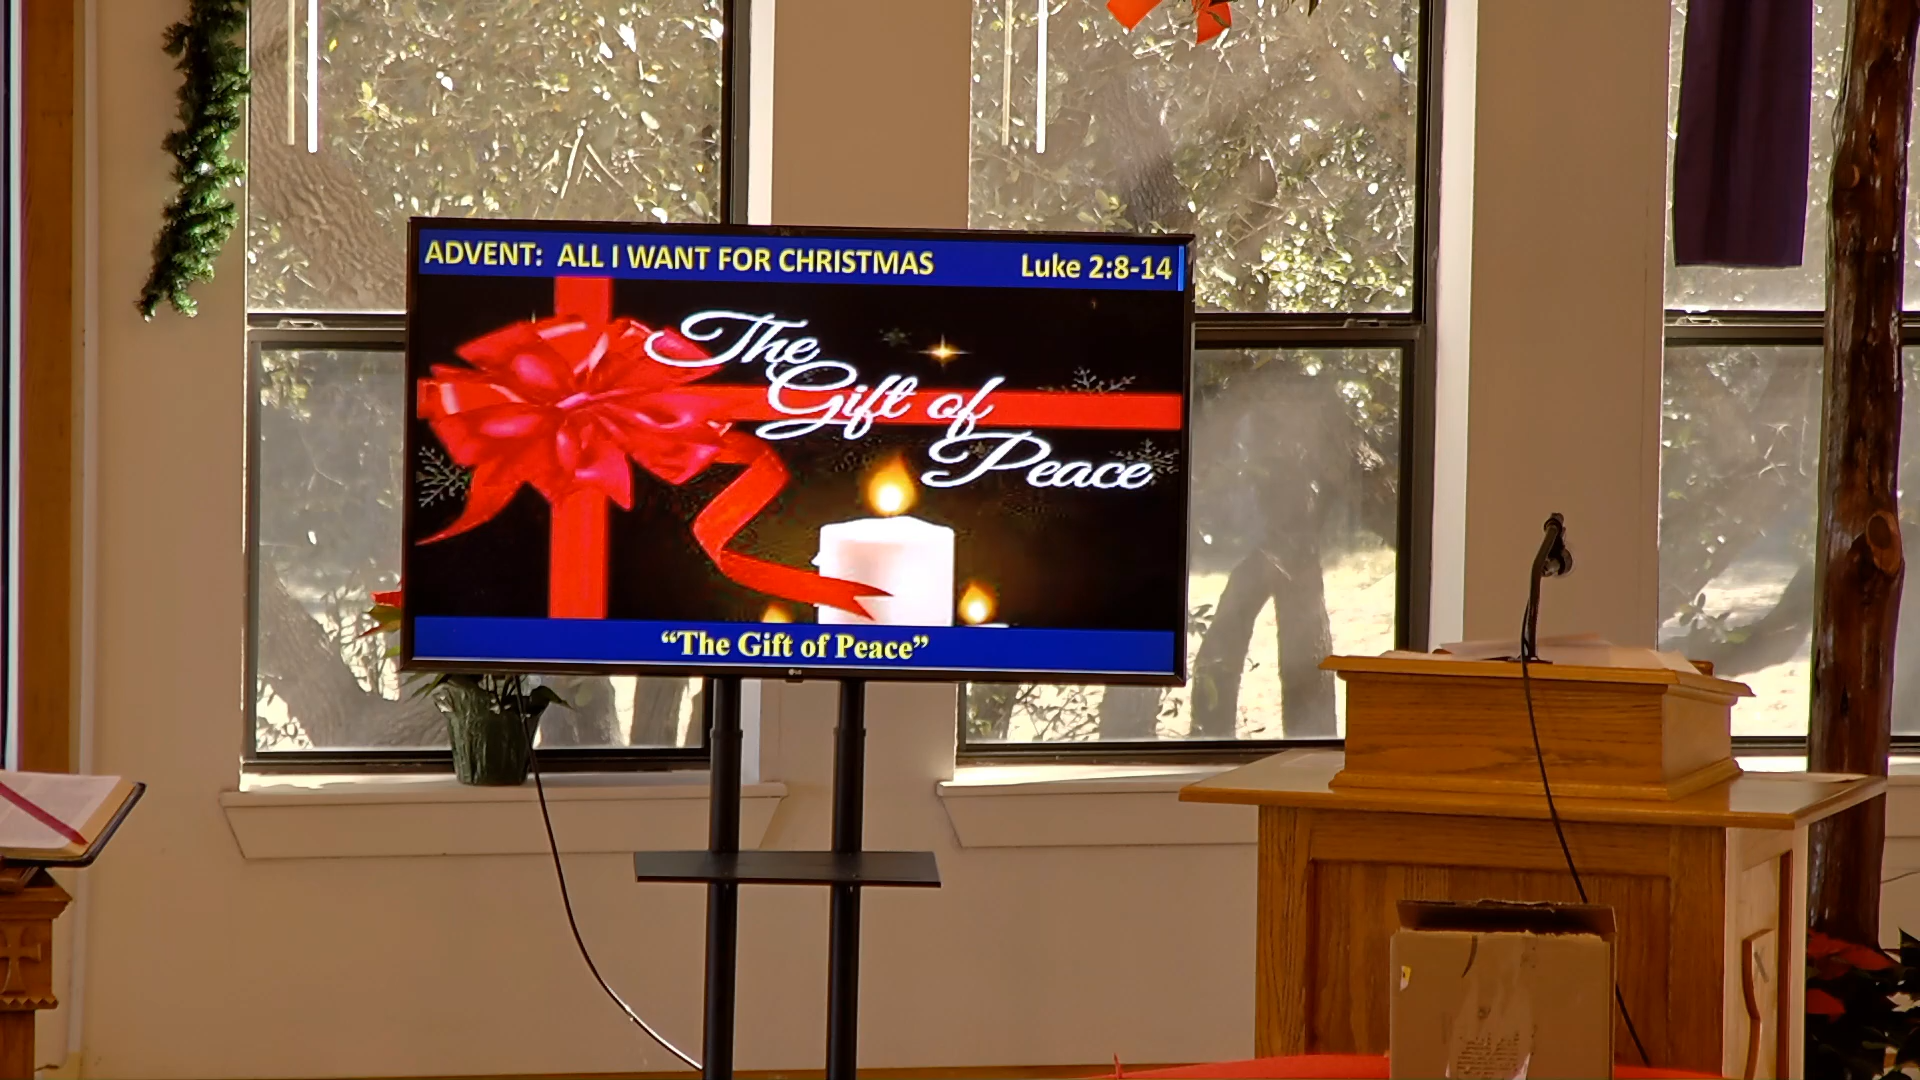 ADVENT: ALL I WANT FOR CHRISTMAS Luke 2:8-14
The
Gift of
Peace
“The Gift of Peace”
LG